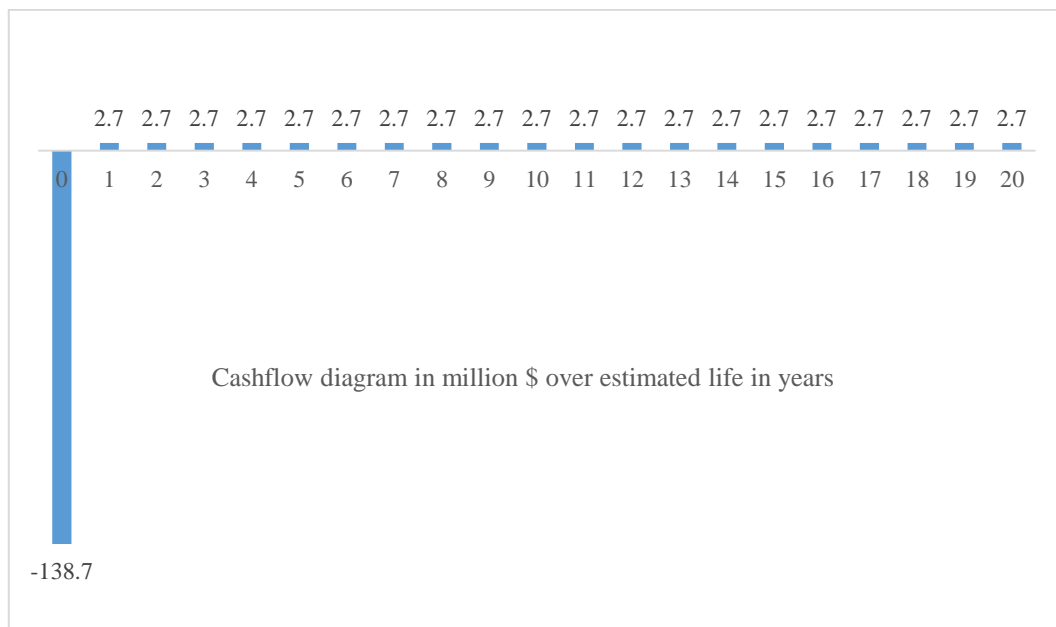 2.7 2.7 2.7 2.7 2.7 2.7 2.7 2.7 2.7 2.7 2.7 2.7 2.7 2.7 2.7 2.7 2.7 2.7 2.7 2.7
0 1 2 3 4 5 6 7 8 9 10 11 12 13 14 15 16 17 18 19 20
Cashflow diagram in million $ over estimated life in years
-138.7